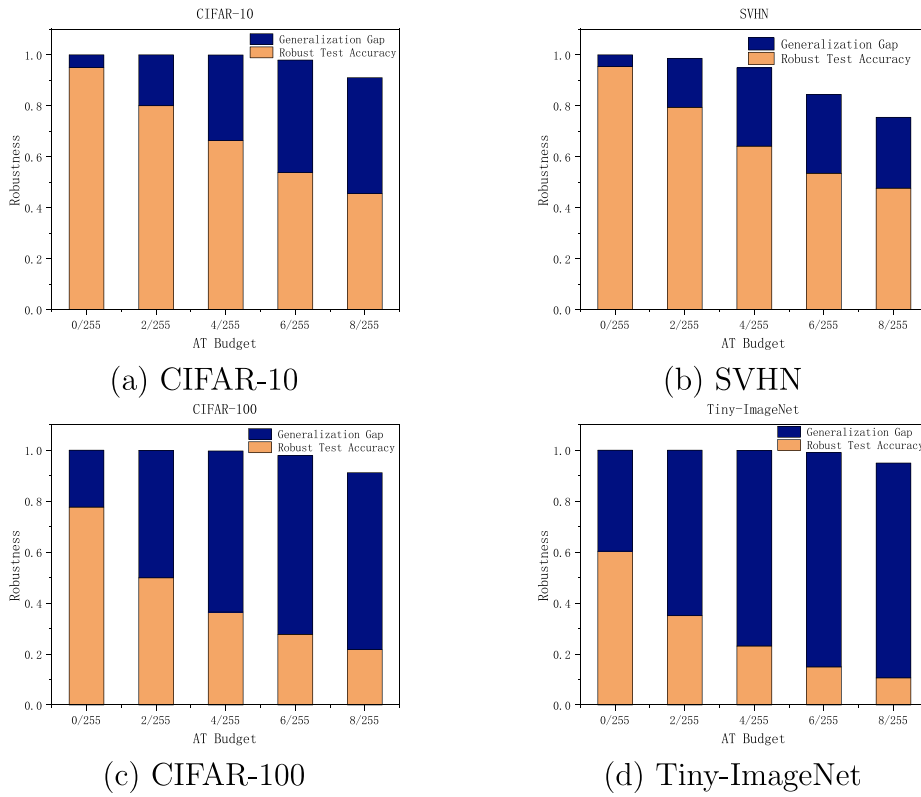 CIFAR-10
Generalization Gap
Robust Test Accuracy
1.0
0.8
0.6
0.4
0.2
0.0
Robustness
0/255 2/255 4/255 6/255 8/255
AT Budget
(a) CIFAR-10
SVHN
Generalization Gap
Robust Test Accuracy
1.0
0.8
0.6
0.4
0.2
0.0
Robustness
0/255 2/255 4/255 6/255 8/255
AT Budget
(b) SVHN
CIFAR-100
Generalization Gap
Robust Test Accuracy
1.0
0.8
0.6
0.4
0.2
0.0
Robustness
0/255 2/255 4/255 6/255 8/255
AT Budget
(c) CIFAR-100
Tiny-ImageNet
Generalization Gap
Robust Test Accuracy
1.0
0.8
0.6
0.4
0.2
0.0
Robustness
0/255 2/255 4/255 6/255 8/255
AT Budget
(d) Tiny-ImageNet